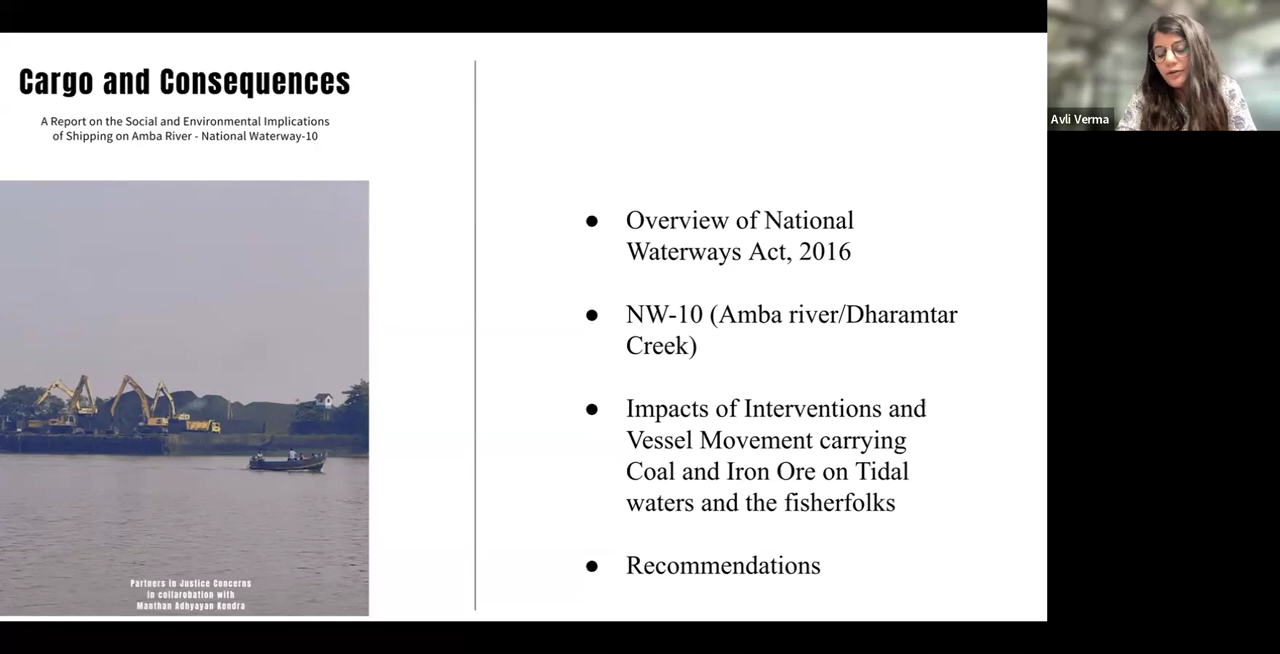 Cargo and Consequences
A Report on the Social and Environmental Implications
of Shipping on Amba River - National Waterway-10
Partners in Justice Concerns
in collarobation with
Manthan Adhyayan Kendra
● Overview of National
Waterways Act, 2016
● NW-10 (Amba river/Dharamtar
Creek)
● Impacts of Interventions and
Vessel Movement carrying
Coal and Iron Ore on Tidal
waters and the fisherfolks
● Recommendations
Avli Verma